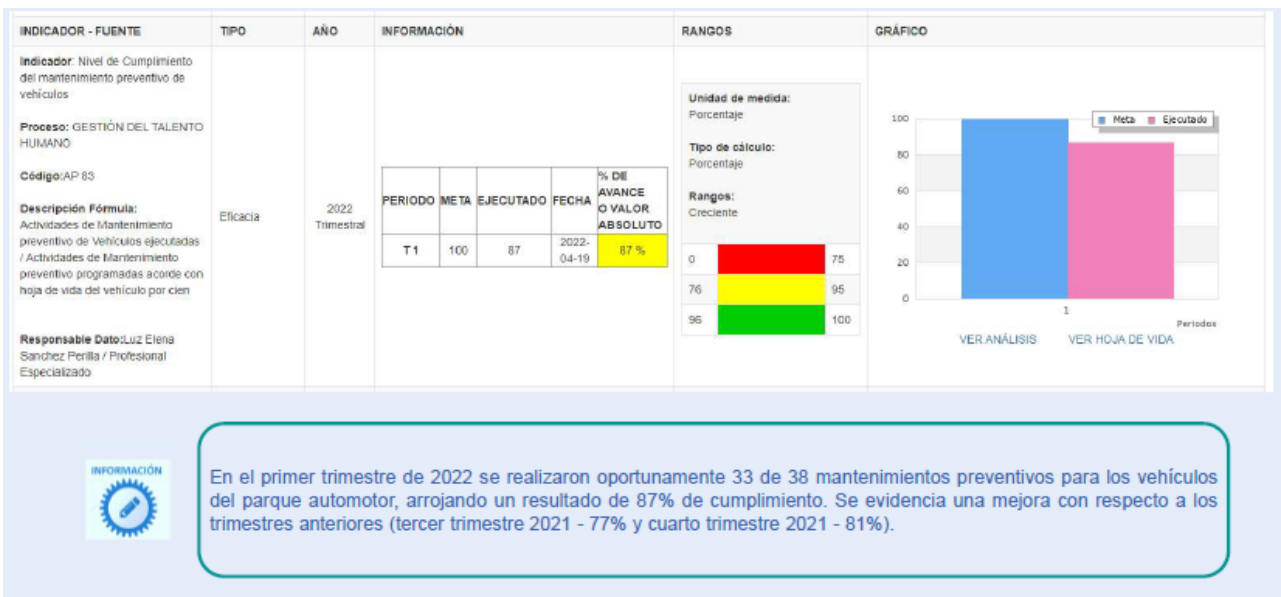 INDICADOR - FUENTE TIPO AÑO INFORMACIÓN RANGOS GRÁFICO
Indicador: Nivel de Cumplimiento
del mantenimiento preventivo de
vehículos
Proceso: GESTIÓN DEL TALENTO
HUMANO
Código:AP 83
Descripción Fórmula:
Actividades de Mantenimiento
preventivo de Vehículos ejecutadas
/ Actividades de Mantenimiento
preventivo programadas acorde con
hoja de vida del vehículo por cien
Responsable Dato:Luz Elena
Sanchez Perilla / Profesional
Especializado
Eficacia
2022
Trimestral
PERIODO META EJECUTADO FECHA % DE
AVANCE
O VALOR
ABSOLUTO
T1 100 87 2022-
04-19 87 %
Unidad de medida:
Porcentaje
Tipo de cálculo:
Porcentaje
Rangos:
Creciente
0 75
76 95
96 100
Meta Ejecutado
100
80
60
40
20
0
1
Periodos
VER ANÁLISIS VER HOJA DE VIDA
INFORMACIÓN
En el primer trimestre de 2022 se realizaron oportunamente 33 de 38 mantenimientos preventivos para los vehículos
del parque automotor, arrojando un resultado de 87% de cumplimiento. Se evidencia una mejora con respecto a los
trimestres anteriores (tercer trimestre 2021 - 77% y cuarto trimestre 2021 - 81%).